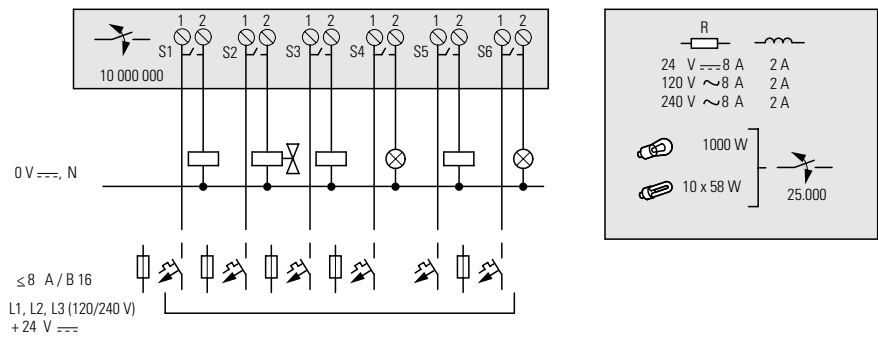 1 2 1 2 1 2 1 2 1 2 1 2
S1 S2 S3 S4 S5 S6
10 000 000
0 V ⎓, N
≤ 8 A / B 16
L1, L2, L3 (120/240 V)
+ 24 V ⎓
R
24 V ⎓ 8 A 2 A
120 V ~ 8 A 2 A
240 V ~ 8 A 2 A
1000 W
10 x 58 W
25.000